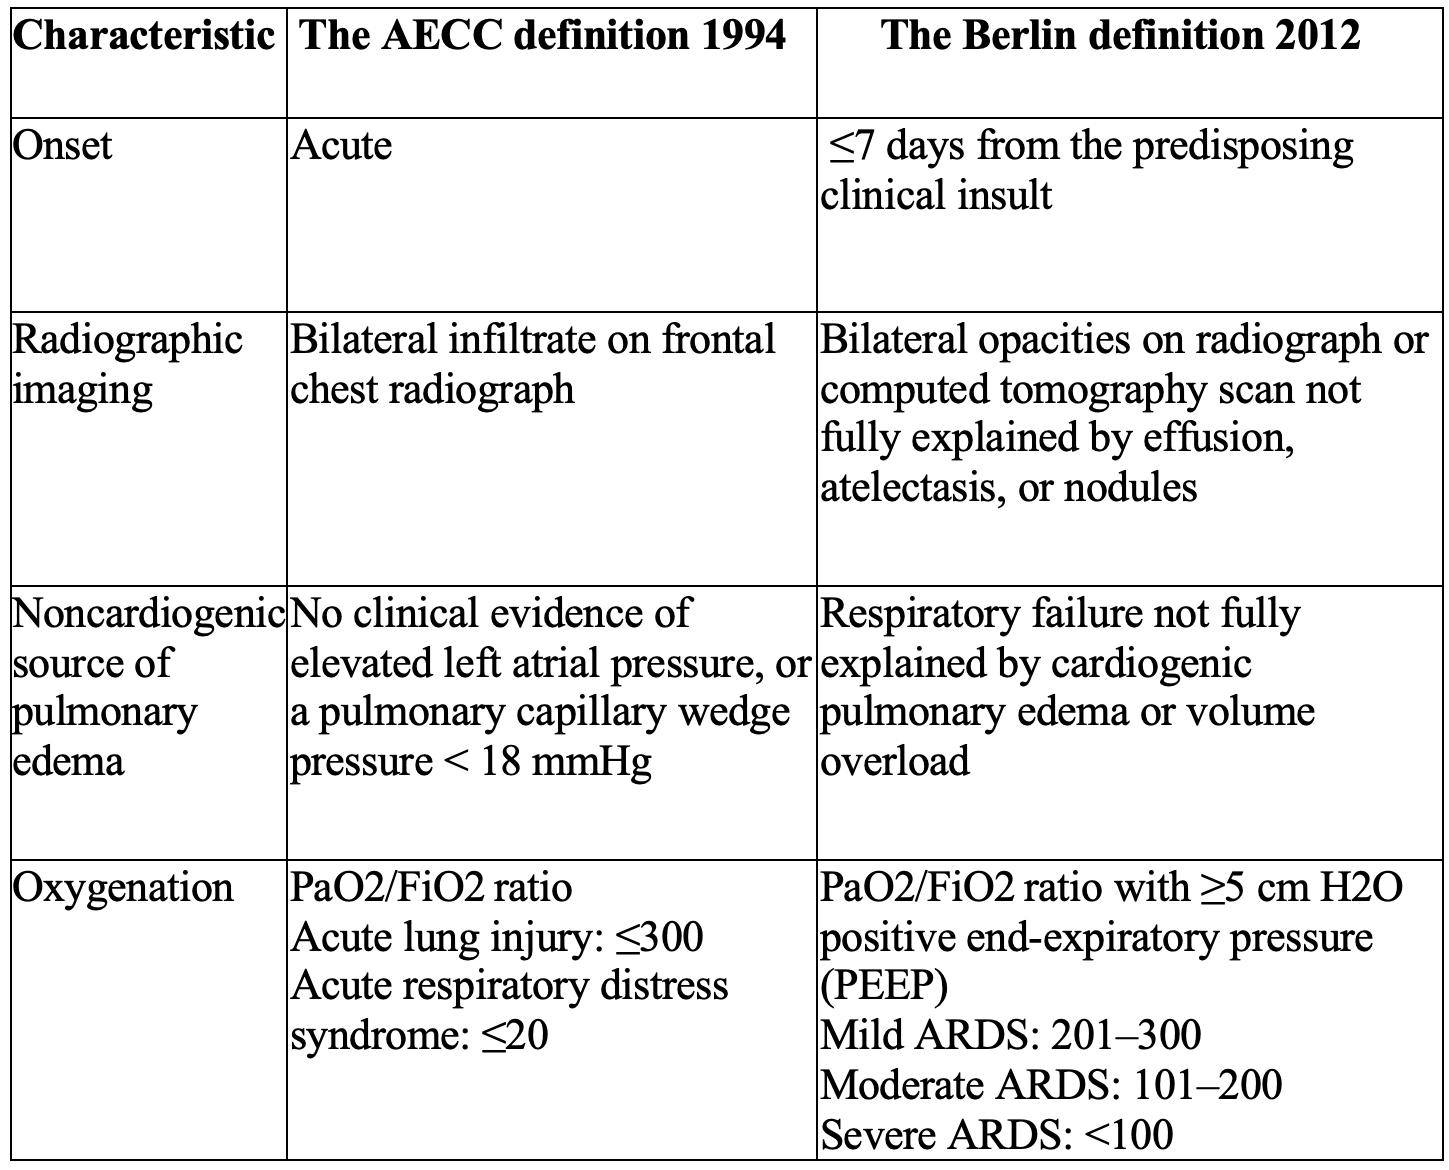 Characteristic
The AECC definition 1994
The Berlin definition 2012
Onset
Acute
≤7 days from the predisposing
clinical insult
Radiographic
imaging
Bilateral infiltrate on frontal
chest radiograph
Bilateral opacities on radiograph or
computed tomography scan not
fully explained by effusion,
atelectasis, or nodules
Noncardiogenic
source of
pulmonary
edema
No clinical evidence of
elevated left atrial pressure, or
a pulmonary capillary wedge
pressure < 18 mmHg
Respiratory failure not fully
explained by cardiogenic
pulmonary edema or volume
overload
Oxygenation
PaO2/FiO2 ratio
Acute lung injury: ≤300
Acute respiratory distress
syndrome: ≤20
PaO2/FiO2 ratio with ≥5 cm H2O
positive end-expiratory pressure
(PEEP)
Mild ARDS: 201–300
Moderate ARDS: 101–200
Severe ARDS: <100